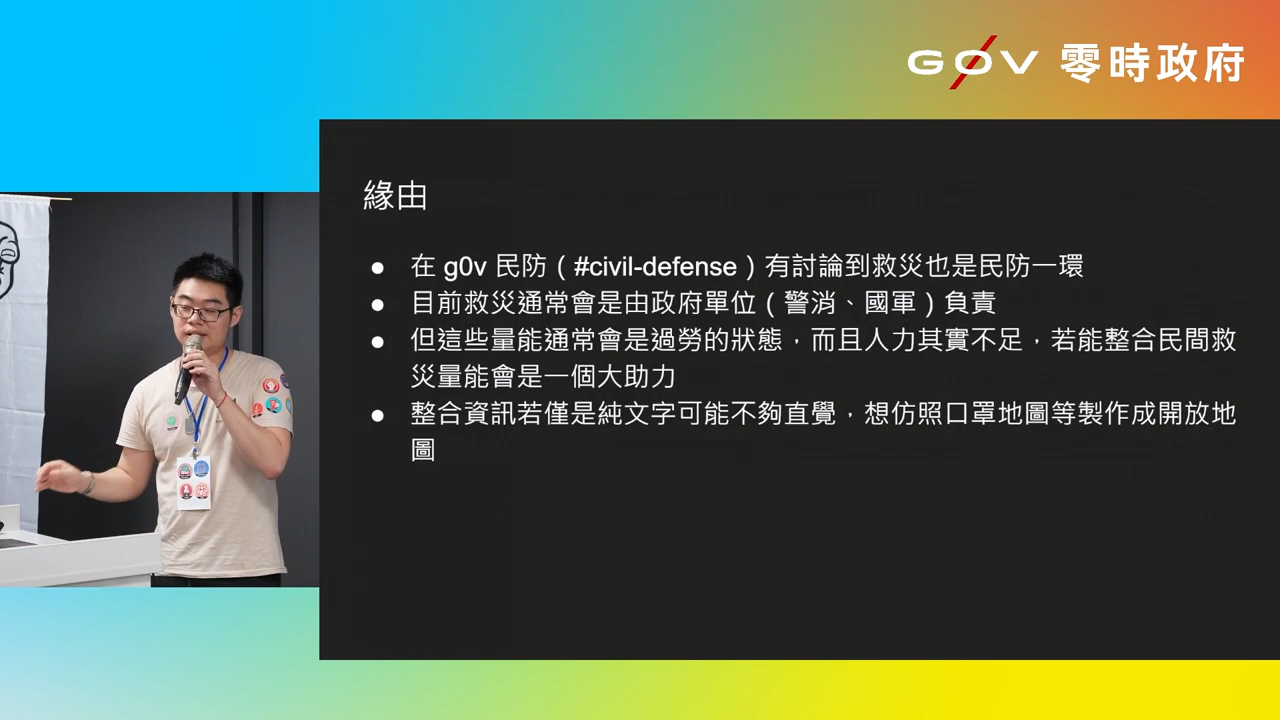 G0V 零時政府
緣由
● 在 g0v 民防（#civil-defense）有討論到救災也是民防一環
● 目前救災通常會是由政府單位（警消、國軍）負責
● 但這些量能通常會是過勞的狀態，而且人力其實不足，若能整合民間救
災量能會是一個大助力
● 整合資訊若僅是純文字可能不夠直覺，想仿照口罩地圖等製作成開放地
圖